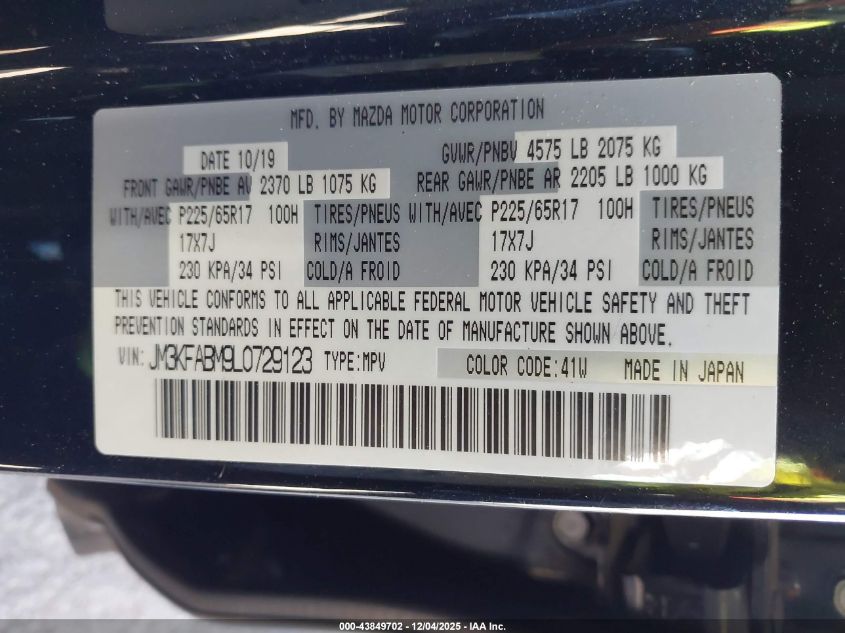 MFD. BY MAZDA MOTOR CORPORATION
DATE 10/19 GVWR/PNBV 4575 LB 2075 KG
FRONT GAWR/PNBE AV 2370 LB 1075 KG REAR GAWR/PNBE AR 2205 LB 1000 KG
WITH/AVEC P225/65R17 100H TIRES/PNEUS WITH/AVEC P225/65R17 100H TIRES/PNEUS
17X7J RIMS/JANTES 17X7J RIMS/JANTES
230 KPA/34 PSI COLD/A FROID 230 KPA/34 PSI COLD/A FROID
THIS VEHICLE CONFORMS TO ALL APPLICABLE FEDERAL MOTOR VEHICLE SAFETY AND THEFT
PREVENTION STANDARDS IN EFFECT ON THE DATE OF MANUFACTURE SHOWN ABOVE.
VIN: JM3KFABM9L0729123 TYPE:MPV COLOR CODE:41W MADE IN JAPAN
000-43849702 - 12/04/2025 - IAA Inc.